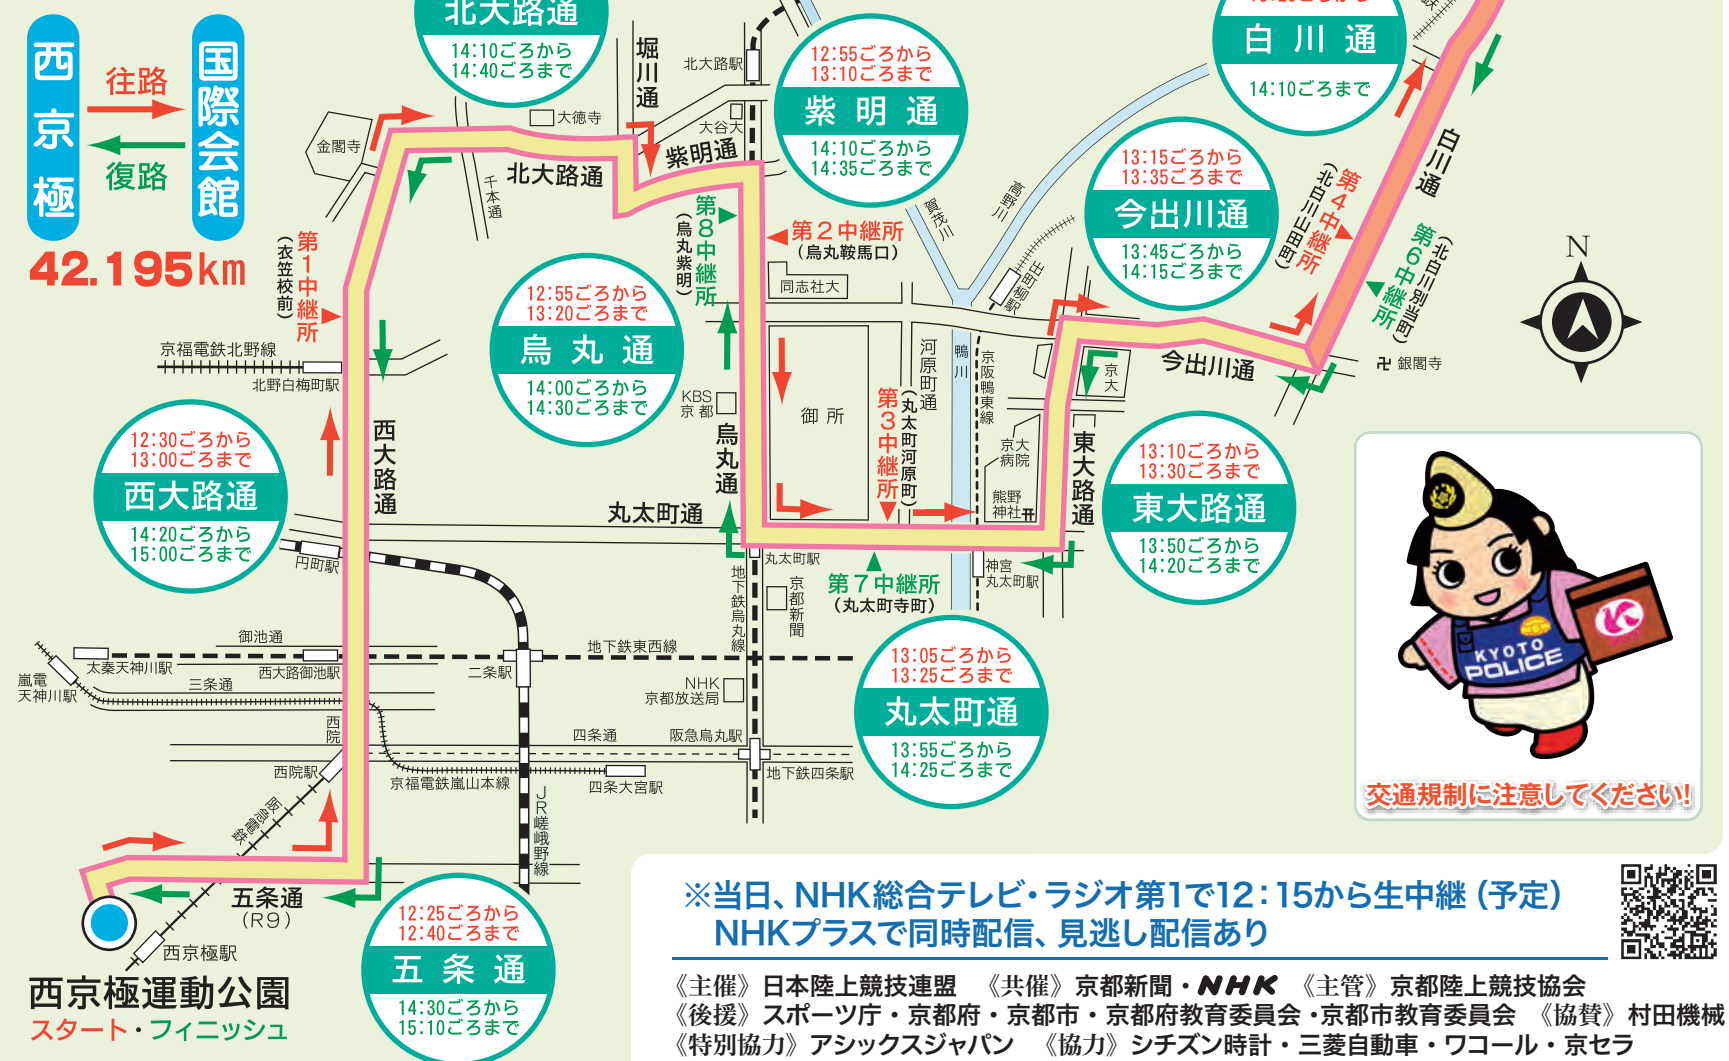 西京極
往路
復路
国際会館
42.195km
北大路通
14:10ごろから
14:40ごろまで
堀川通
北大路駅
大徳寺
大谷大
紫明通
金閣寺
北大路通
千本通
12:55ごろから
13:10ごろまで
紫明通
14:10ごろから
14:35ごろまで
白川通
14:10ごろまで
白川通
13:15ごろから
13:35ごろまで
今出川通
13:45ごろから
14:15ごろまで
高野川
賀茂川
出町柳駅
第4中継所
(北白川山田町)
第6中継所
(北白川別当町)
N
第1中継所
(衣笠校前)
第8中継所
(烏丸紫明)
第2中継所
(烏丸鞍馬口)
同志社大
12:55ごろから
13:20ごろまで
烏丸通
14:00ごろから
14:30ごろまで
京福電鉄北野線
北野白梅町駅
KBS
京都
烏丸通
御所
河原町通
鴨川
京阪鴨東線
京大
今出川通
卍 銀閣寺
第3中継所
(丸太町河原町)
京大
病院
熊野
神社
東大路通
13:10ごろから
13:30ごろまで
東大路通
13:50ごろから
14:20ごろまで
12:30ごろから
13:00ごろまで
西大路通
14:20ごろから
15:00ごろまで
西大路通
丸太町通
円町駅
丸太町駅
第7中継所
(丸太町寺町)
神宮
丸太町駅
地下鉄烏丸線
京都新聞
13:05ごろから
13:25ごろまで
丸太町通
13:55ごろから
14:25ごろまで
御池通
太秦天神川駅
西大路御池駅
二条駅
地下鉄東西線
嵐電
天神川駅
三条通
NHK
京都放送局
西院
四条通
阪急烏丸駅
西院駅
京福電鉄嵐山本線
四条大宮駅
地下鉄四条駅
阪急電鉄
JR嵯峨野線
五条通
(R9)
西京極駅
12:25ごろから
12:40ごろまで
五条通
14:30ごろから
15:10ごろまで
西京極運動公園
スタート・フィニッシュ
KYOTO
POLICE
交通規制に注意してください!
※当日、NHK総合テレビ・ラジオ第1で12:15から生中継(予定)
NHKプラスで同時配信、見逃し配信あり
《主催》日本陸上競技連盟 《共催》京都新聞・NHK 《主管》京都陸上競技協会
《後援》スポーツ庁・京都府・京都市・京都府教育委員会・京都市教育委員会 《協賛》村田機械
《特別協力》アシックスジャパン 《協力》シチズン時計・三菱自動車・ワコール・京セラ